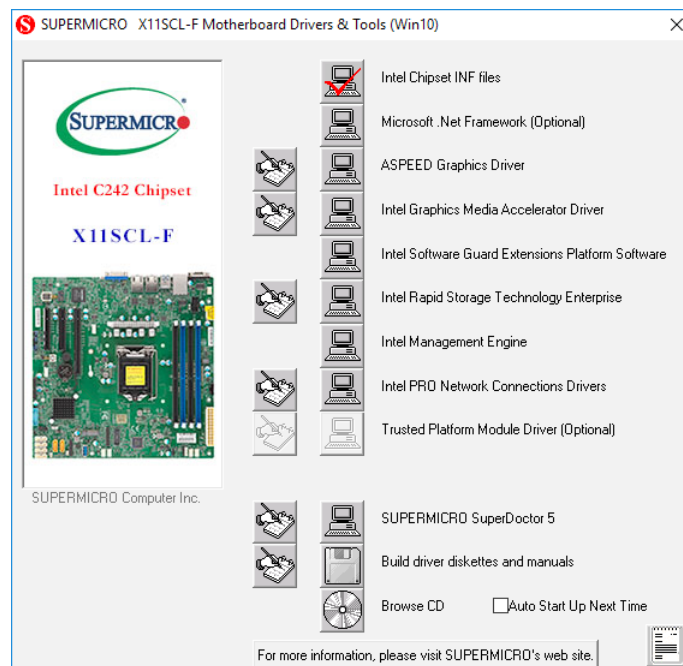 SUPERMICRO X11SCL-F Motherboard Drivers & Tools (Win10)
SUPERMICRO
Intel C242 Chipset
X11SCL-F
SUPERMICRO Computer Inc.
Intel Chipset INF files
Microsoft .Net Framework (Optional)
ASPEED Graphics Driver
Intel Graphics Media Accelerator Driver
Intel Software Guard Extensions Platform Software
Intel Rapid Storage Technology Enterprise
Intel Management Engine
Intel PRO Network Connections Drivers
Trusted Platform Module Driver (Optional)
SUPERMICRO SuperDoctor 5
Build driver diskettes and manuals
Browse CD Auto Start Up Next Time
For more information, please visit SUPERMICRO's web site.